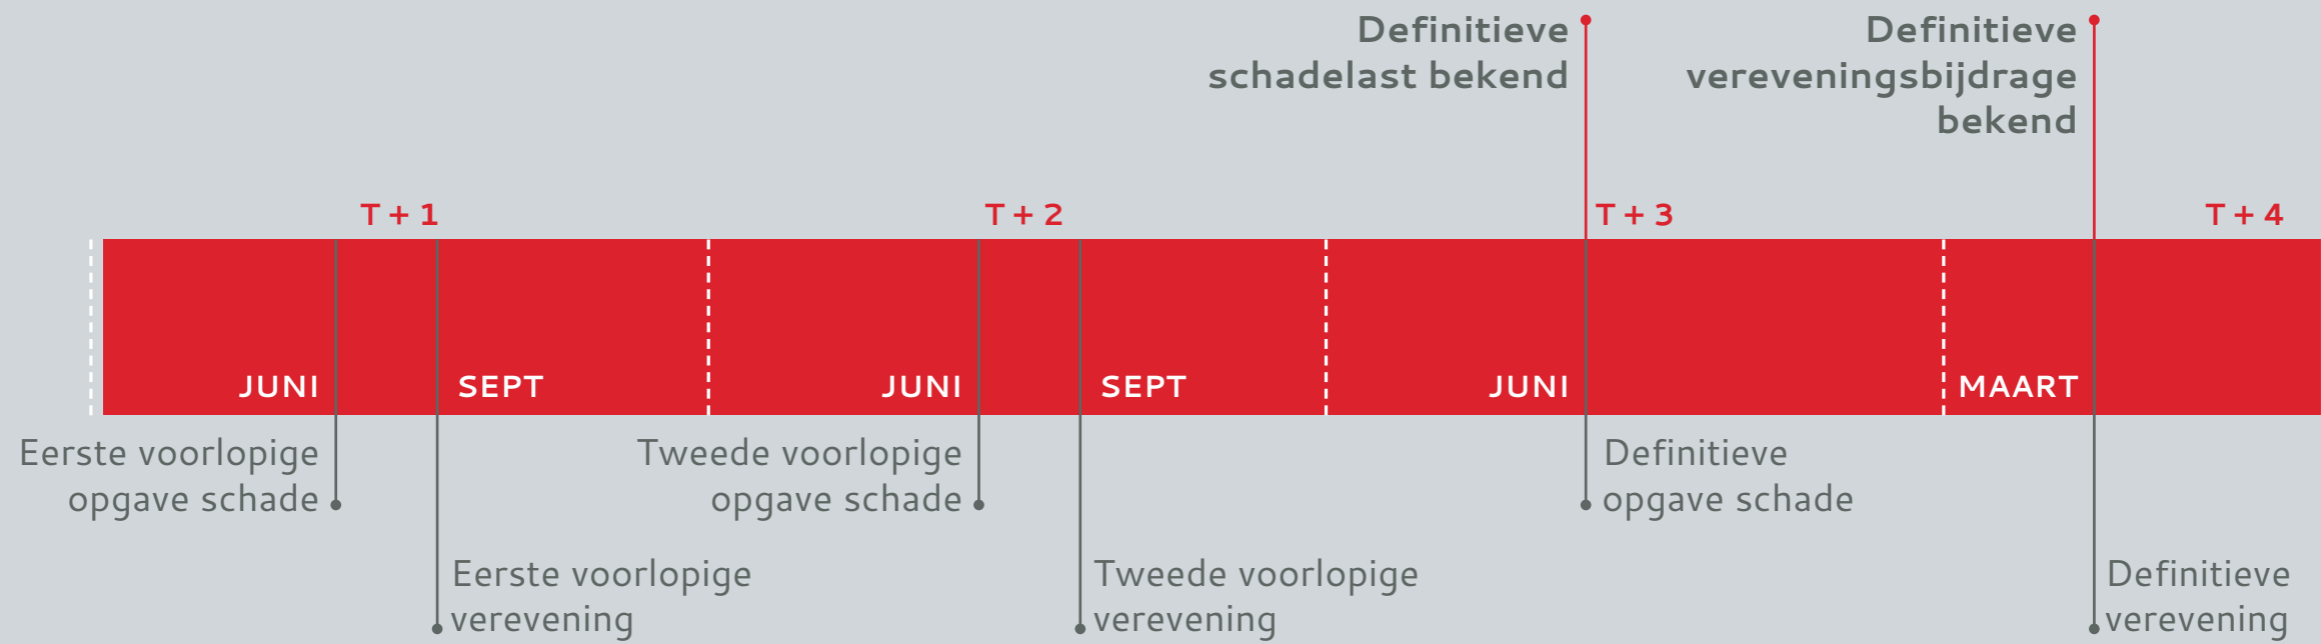 Definitieve
schadelast bekend
Definitieve
vereveningsbijdrage
bekend
T + 1
T + 2
T + 3
T + 4
JUNI
SEPT
JUNI
SEPT
JUNI
MAART
Eerste voorlopige
opgave schade
Tweede voorlopige
opgave schade
Definitieve
opgave schade
Eerste voorlopige
verevening
Tweede voorlopige
verevening
Definitieve
verevening